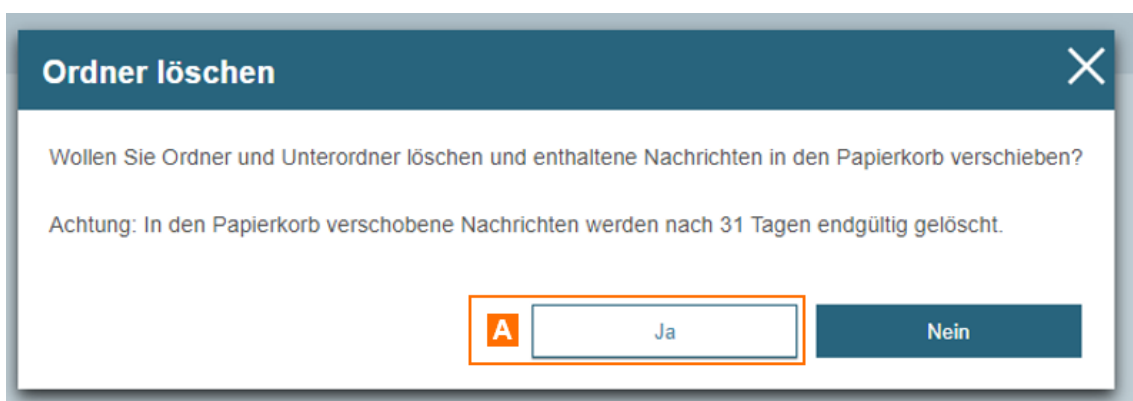 Ordner löschen
Wollen Sie Ordner und Unterordner löschen und enthaltene Nachrichten in den Papierkorb verschieben?
Achtung: In den Papierkorb verschobene Nachrichten werden nach 31 Tagen endgültig gelöscht.
A Ja Nein